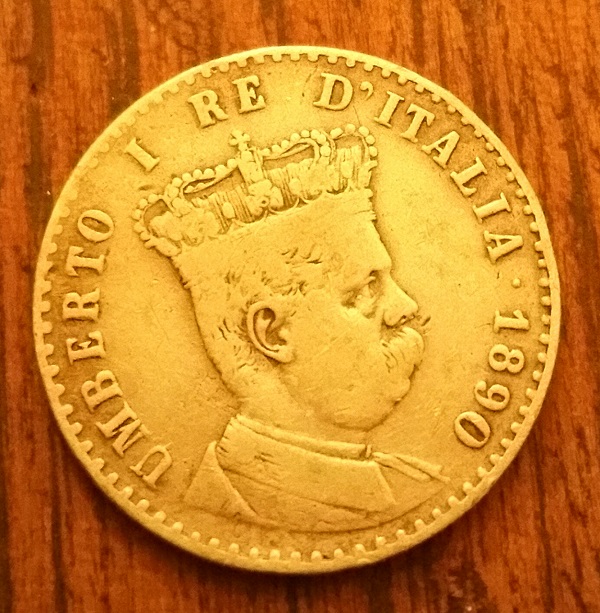 UMBERTO I RE D'ITALIA · 1890